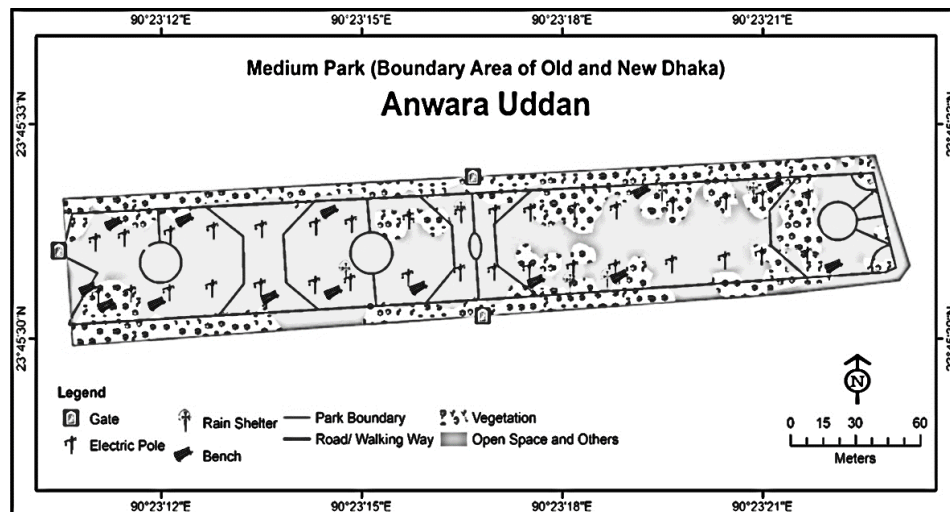 90°23'12"E 90°23'15"E 90°23'18"E 90°23'21"E
Medium Park (Boundary Area of Old and New Dhaka)
Anwara Uddan
23°45'33"N
23°45'30"N
N
Legend
Gate
Electric Pole
Rain Shelter
Bench
Park Boundary
Road/ Walking Way
Vegetation
Open Space and Others
0 15 30 60
Meters
90°23'12"E 90°23'15"E 90°23'18"E 90°23'21"E